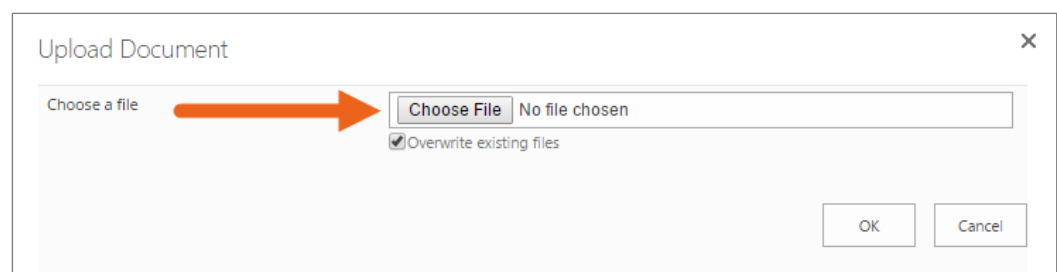 Upload Document
Choose a file
Choose File No file chosen
Overwrite existing files
OK Cancel